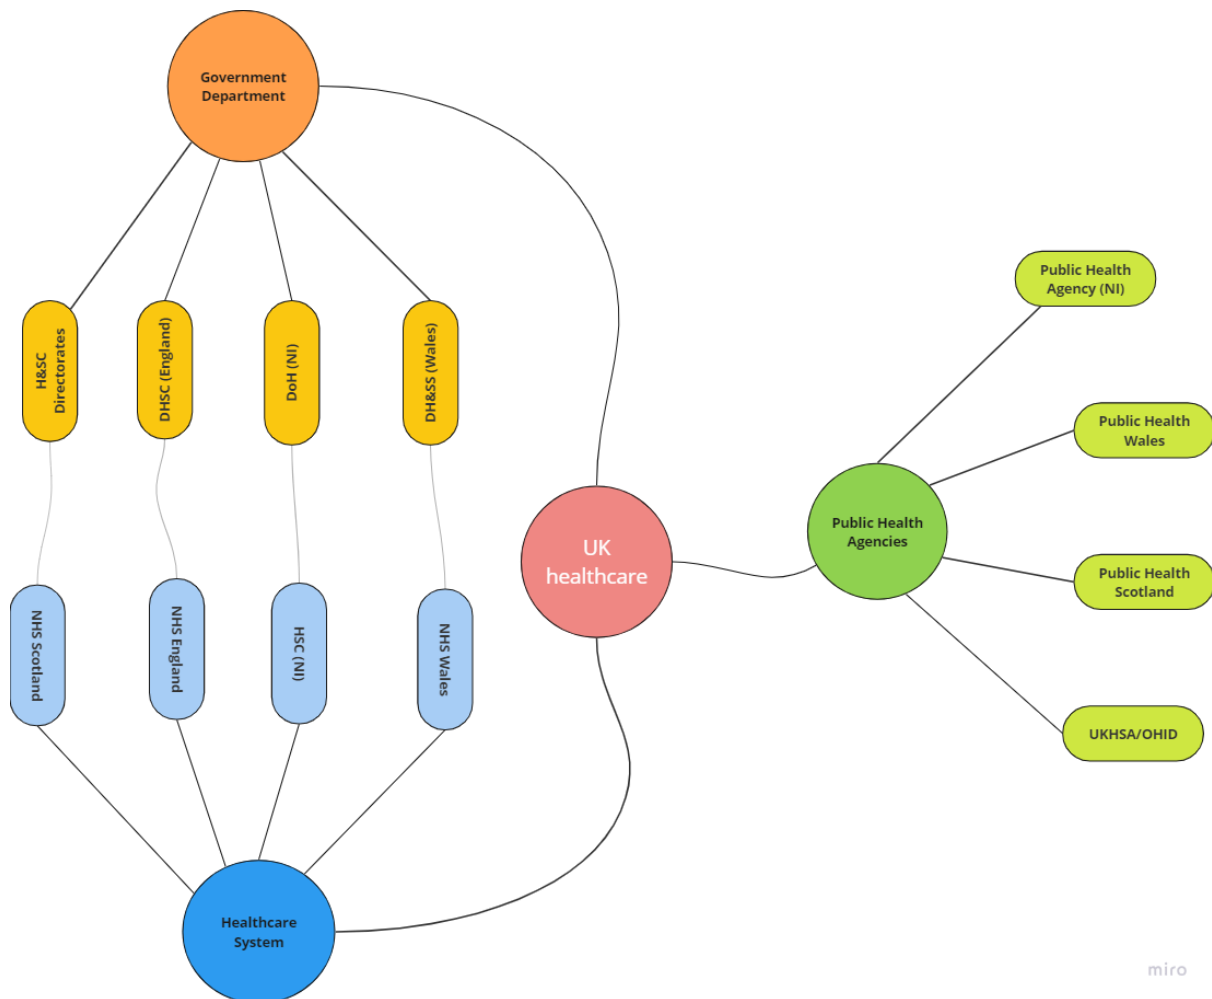 Government
Department
H&SC
Directorates
DHSC (England)
DoH (NI)
DH&SS (Wales)
NHS Scotland
NHS England
HSC (NI)
NHS Wales
Healthcare
System
UK
healthcare
Public Health
Agencies
Public Health
Agency (NI)
Public Health
Wales
Public Health
Scotland
UKHSA/OHID
miro